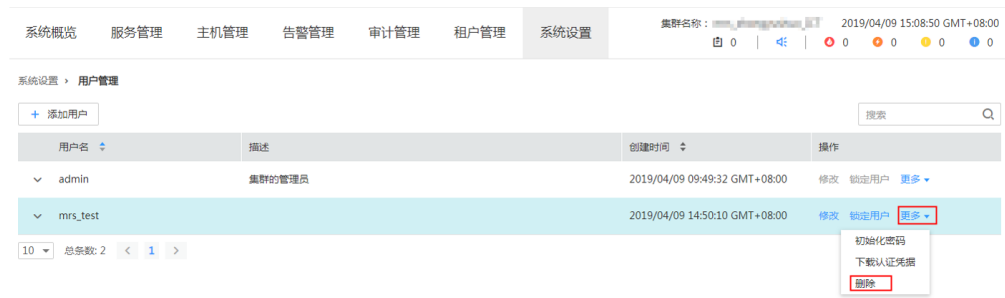 系统概览 服务管理 主机管理 告警管理 审计管理 租户管理 系统设置
集群名称： 2019/04/09 15:08:50 GMT+08:00
0 0 0 0 0
系统设置 > 用户管理
+ 添加用户 搜索
用户名 描述 创建时间 操作
admin 集群的管理员 2019/04/09 09:49:32 GMT+08:00 修改 锁定用户 更多
mrs_test 2019/04/09 14:50:10 GMT+08:00 修改 锁定用户 更多
10 总条数: 2 < 1 >
初始化密码
下载认证凭据
删除